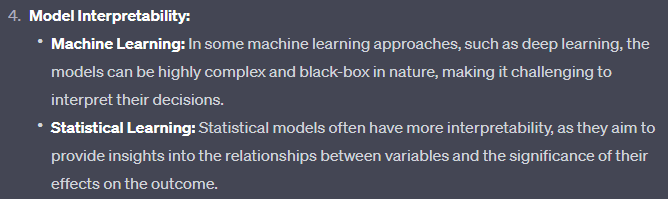 4. Model Interpretability:
• Machine Learning: In some machine learning approaches, such as deep learning, the
models can be highly complex and black-box in nature, making it challenging to
interpret their decisions.
• Statistical Learning: Statistical models often have more interpretability, as they aim to
provide insights into the relationships between variables and the significance of their
effects on the outcome.